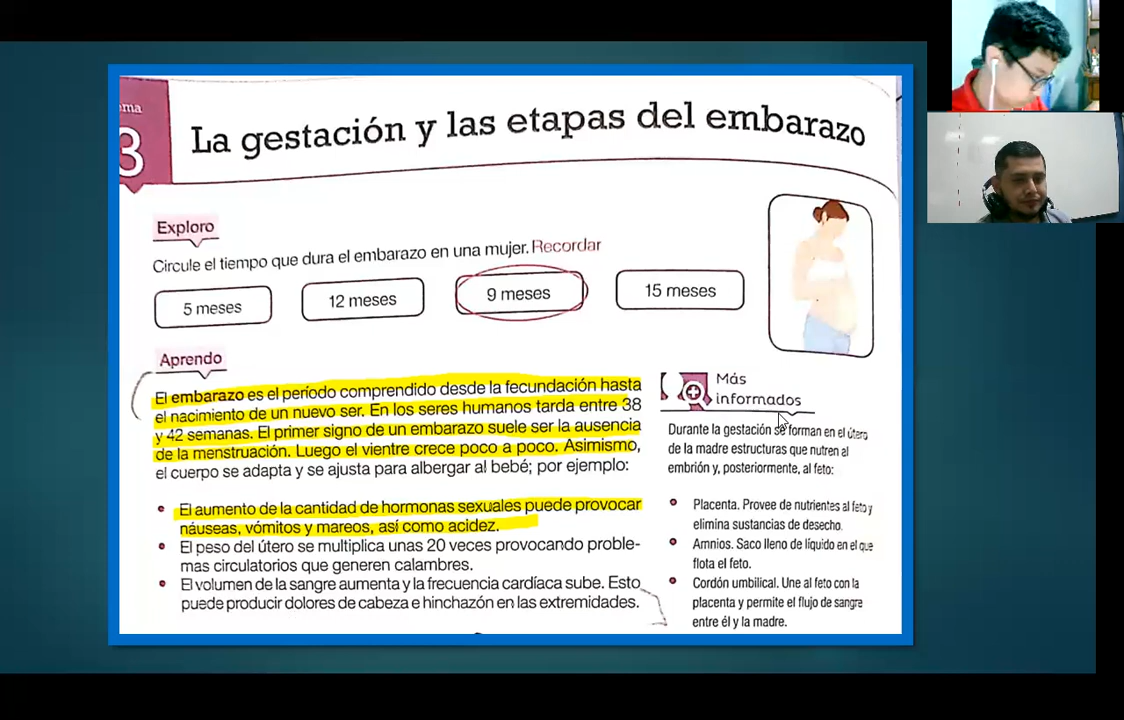 ma
3
La gestación y las etapas del embarazo
Exploro
Circule el tiempo que dura el embarazo en una mujer. Recordar
5 meses
12 meses
9 meses
15 meses
Aprendo
El embarazo es el período comprendido desde la fecundación hasta
el nacimiento de un nuevo ser. En los seres humanos tarda entre 38
y 42 semanas. El primer signo de un embarazo suele ser la ausencia
de la menstruación. Luego el vientre crece poco a poco. Asimismo,
el cuerpo se adapta y se ajusta para albergar al bebé; por ejemplo:
• El aumento de la cantidad de hormonas sexuales puede provocar
náuseas, vómitos y mareos, así como acidez.
• El peso del útero se multiplica unas 20 veces provocando proble-
mas circulatorios que generen calambres.
• El volumen de la sangre aumenta y la frecuencia cardíaca sube. Esto
puede producir dolores de cabeza e hinchazón en las extremidades.
Más
informados
Durante la gestación se forman en el útero
de la madre estructuras que nutren al
embrión y, posteriormente, al feto:
• Placenta. Provee de nutrientes al feto y
elimina sustancias de desecho.
• Amnios. Saco lleno de líquido en el que
flota el feto.
• Cordón umbilical. Une al feto con la
placenta y permite el flujo de sangre
entre él y la madre.